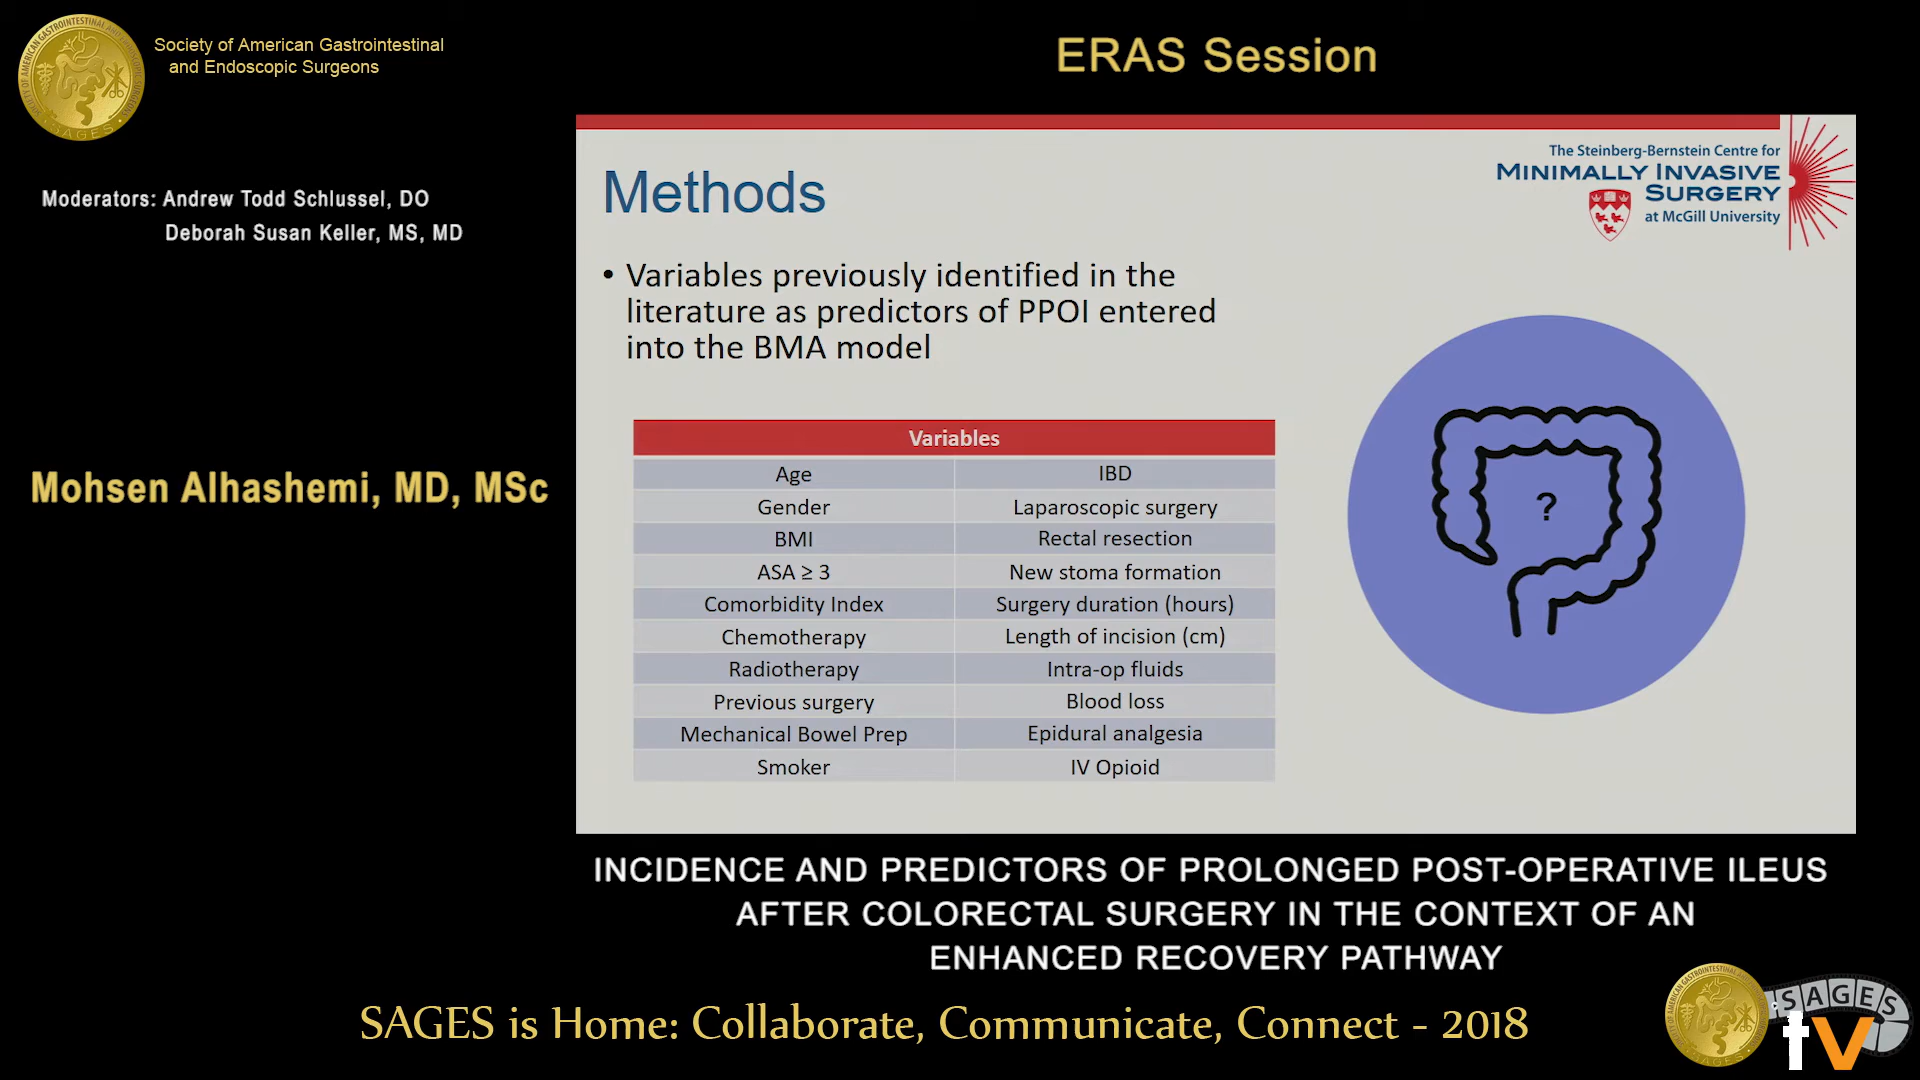 Society of American Gastrointestinal
and Endoscopic Surgeons
ERAS Session
Moderators: Andrew Todd Schlussel, DO
Deborah Susan Keller, MS, MD
Mohsen Alhashemi, MD, MSc
The Steinberg-Bernstein Centre for
MINIMALLY INVASIVE
SURGERY
at McGill University
Methods
• Variables previously identified in the
literature as predictors of PPOI entered
into the BMA model
Variables
Age IBD
Gender Laparoscopic surgery
BMI Rectal resection
ASA ≥ 3 New stoma formation
Comorbidity Index Surgery duration (hours)
Chemotherapy Length of incision (cm)
Radiotherapy Intra-op fluids
Previous surgery Blood loss
Mechanical Bowel Prep Epidural analgesia
Smoker IV Opioid
?
INCIDENCE AND PREDICTORS OF PROLONGED POST-OPERATIVE ILEUS
AFTER COLORECTAL SURGERY IN THE CONTEXT OF AN
ENHANCED RECOVERY PATHWAY
SAGES is Home: Collaborate, Communicate, Connect - 2018
SAGES
tv